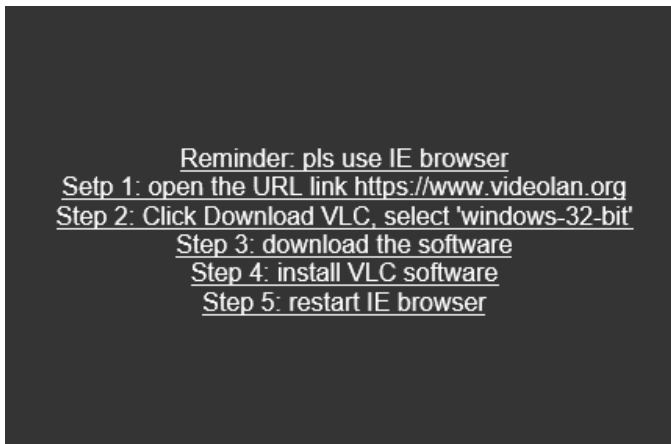 Reminder: pls use IE browser
Setp 1: open the URL link https://www.videolan.org
Step 2: Click Download VLC, select 'windows-32-bit'
Step 3: download the software
Step 4: install VLC software
Step 5: restart IE browser